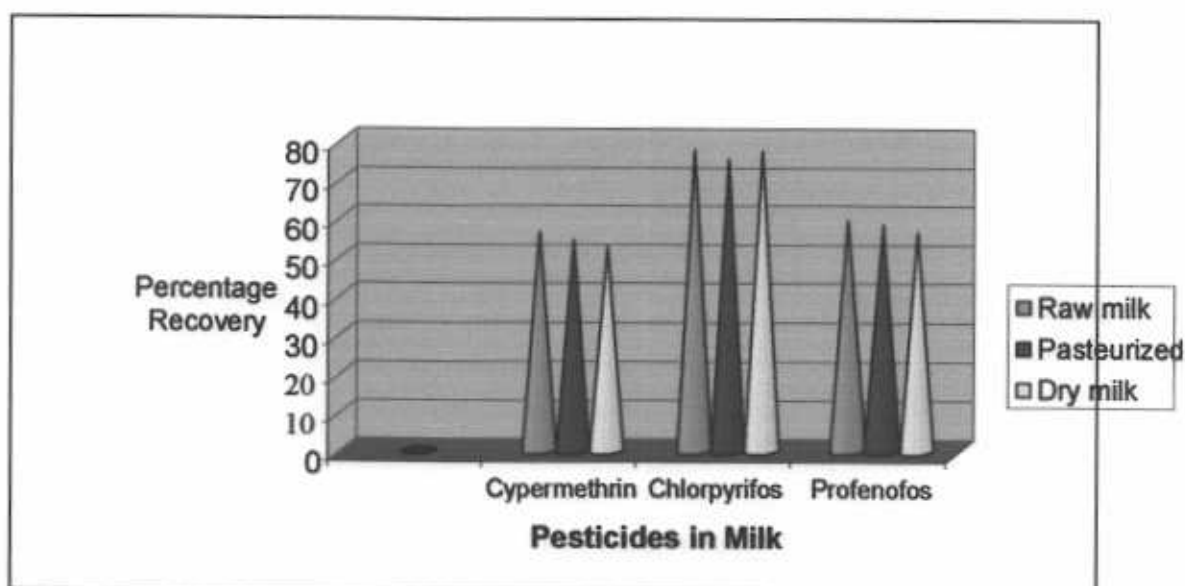 80
70
60
50
40
30
20
10
0
Percentage
Recovery
Cypermethrin Chlorpyrifos Profenofos
Pesticides in Milk
Raw milk
Pasteurized
Dry milk